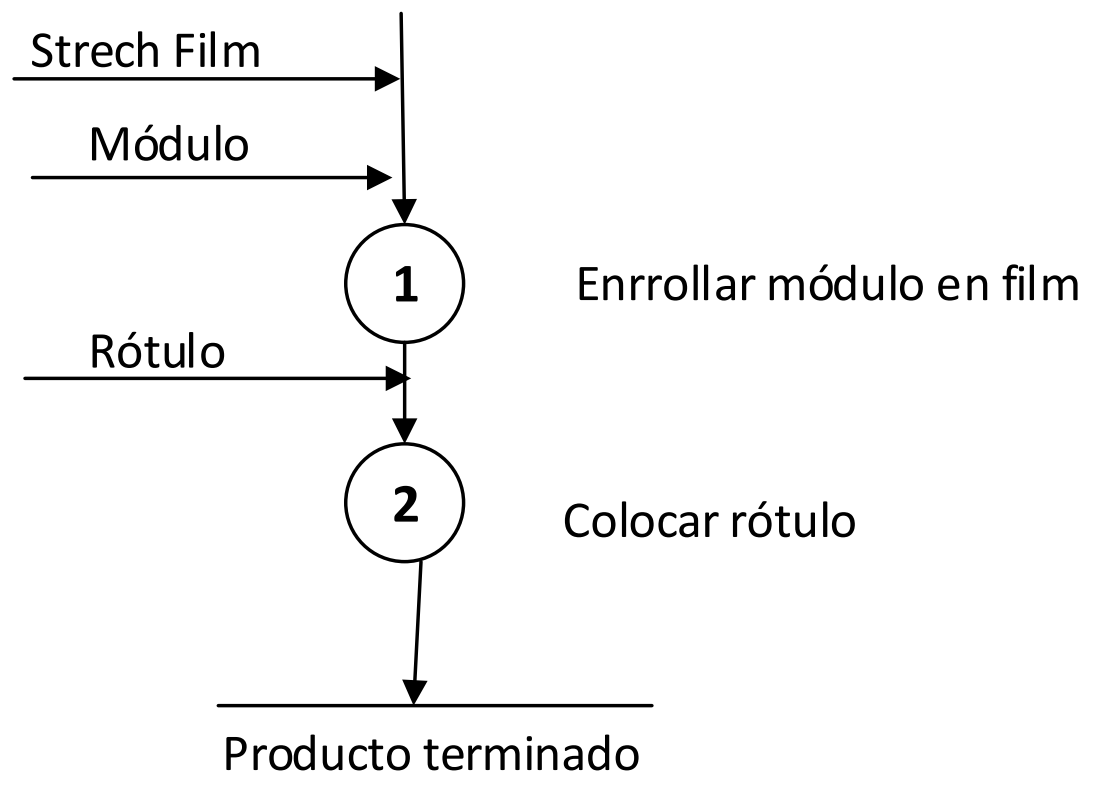 Strech Film
Módulo
1
Enrrollar módulo en film
Rótulo
2
Colocar rótulo
Producto terminado